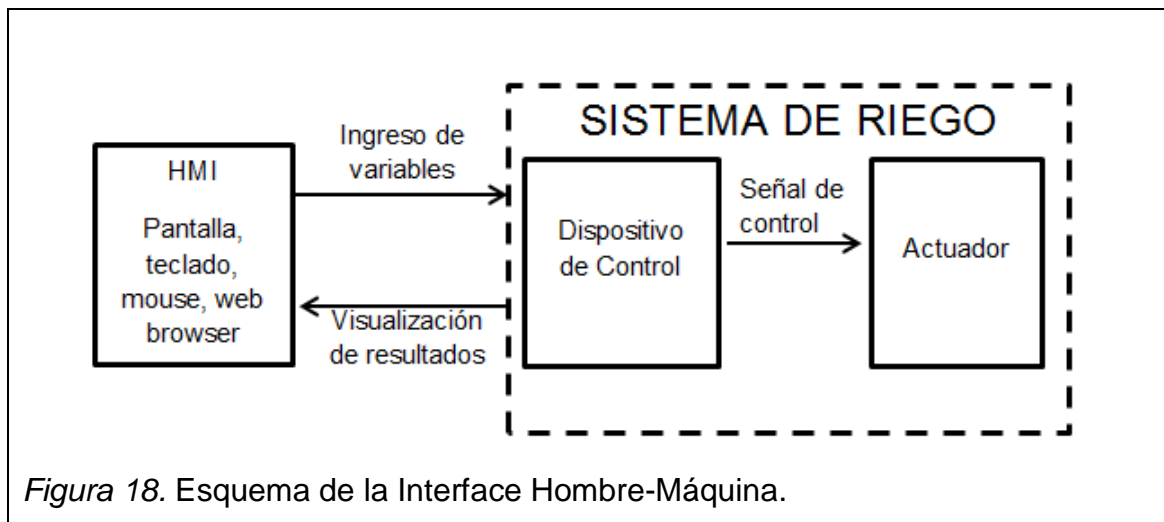 SISTEMA DE RIEGO
HMI
Pantalla,
teclado,
mouse, web
browser
Ingreso de
variables
Visualización
de resultados
Dispositivo
de Control
Señal de
control
Actuador
Figura 18. Esquema de la Interface Hombre-Máquina.